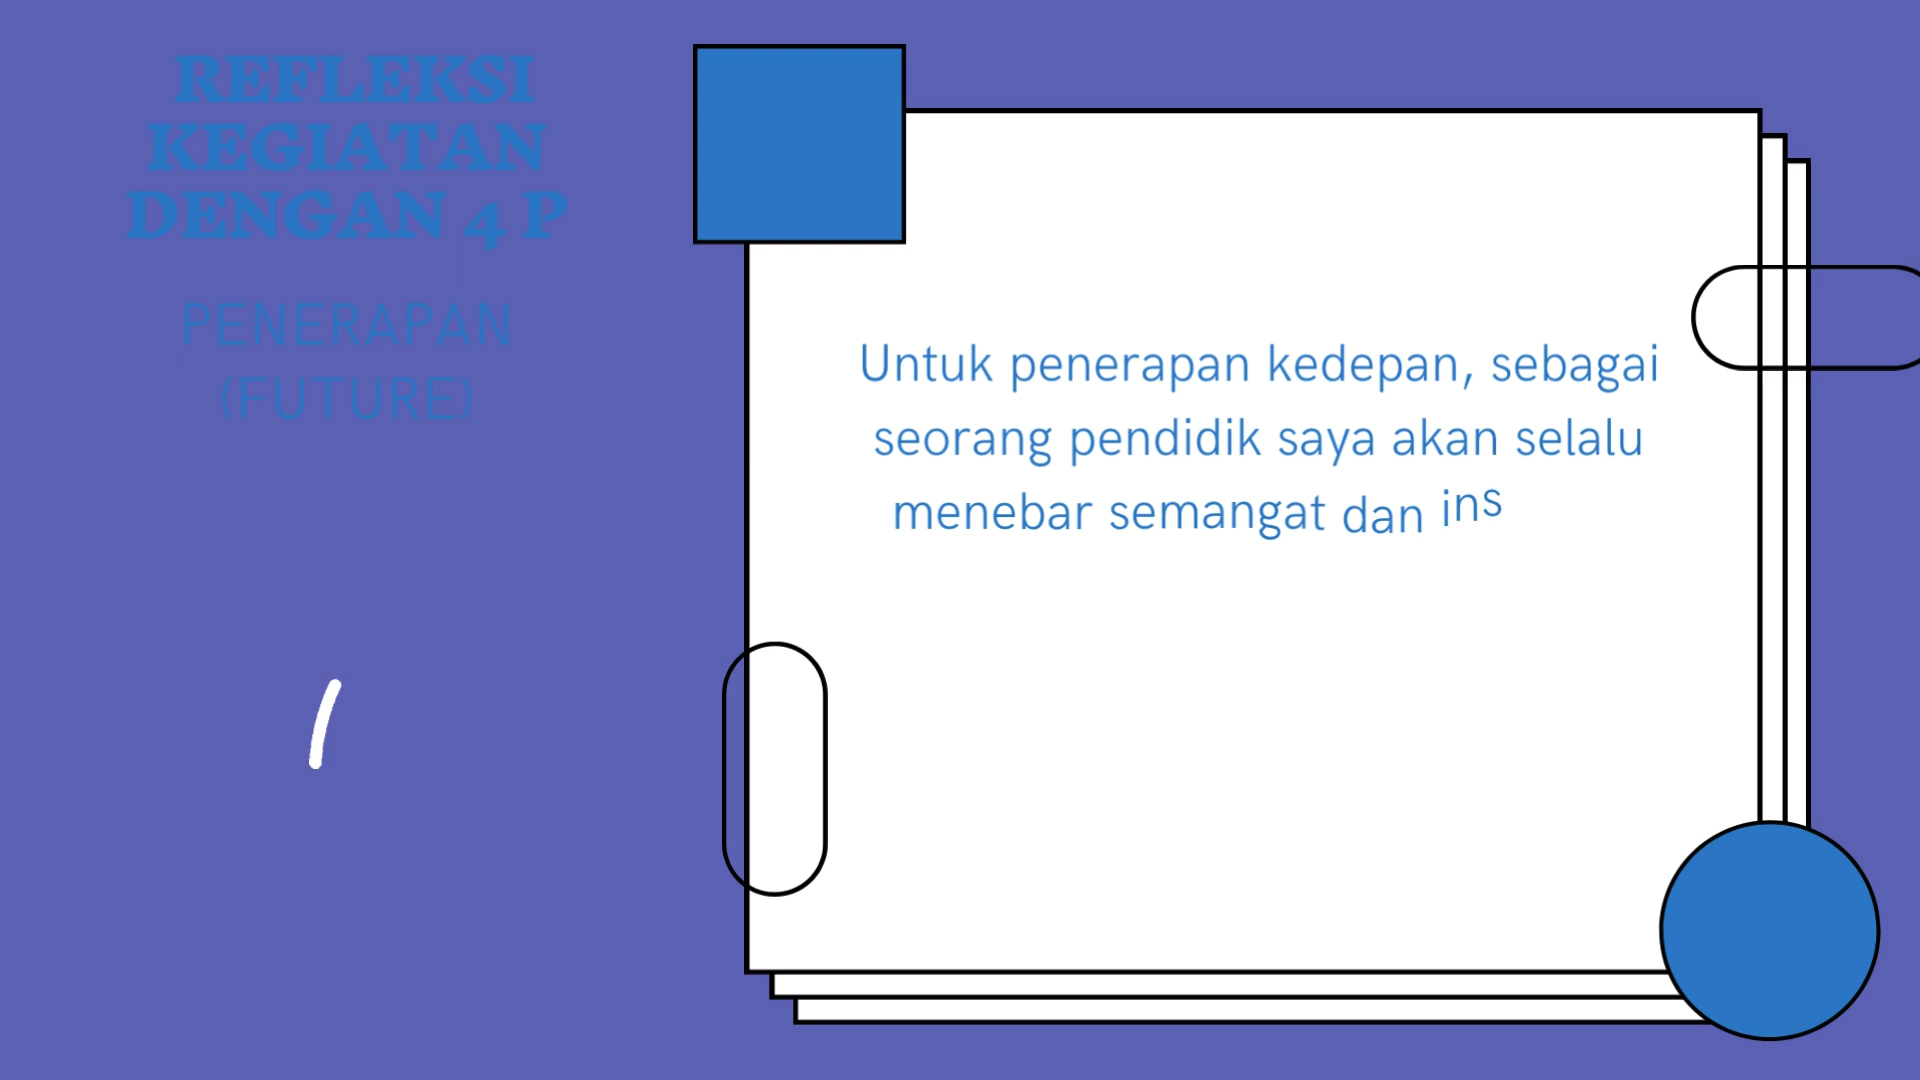 REFLEKSI
KEGIATAN
DENGAN 4 P
PENERAPAN
(FUTURE)
Untuk penerapan kedepan, sebagai
seorang pendidik saya akan selalu
menebar semangat dan ins